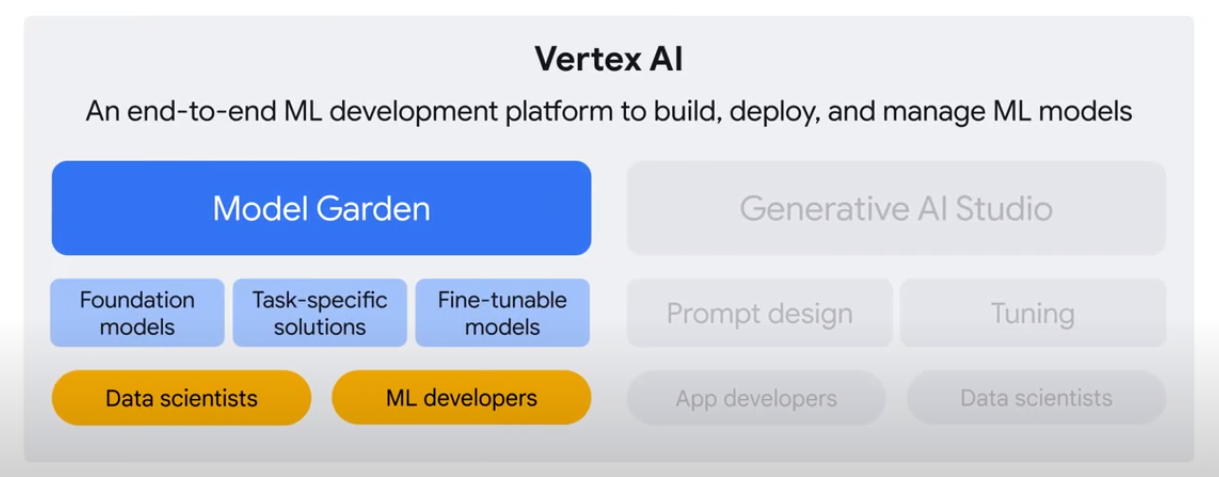 Vertex AI
An end-to-end ML development platform to build, deploy, and manage ML models
Model Garden
Generative AI Studio
Foundation
models
Task-specific
solutions
Fine-tunable
models
Prompt design
Tuning
Data scientists
ML developers
App developers
Data scientists